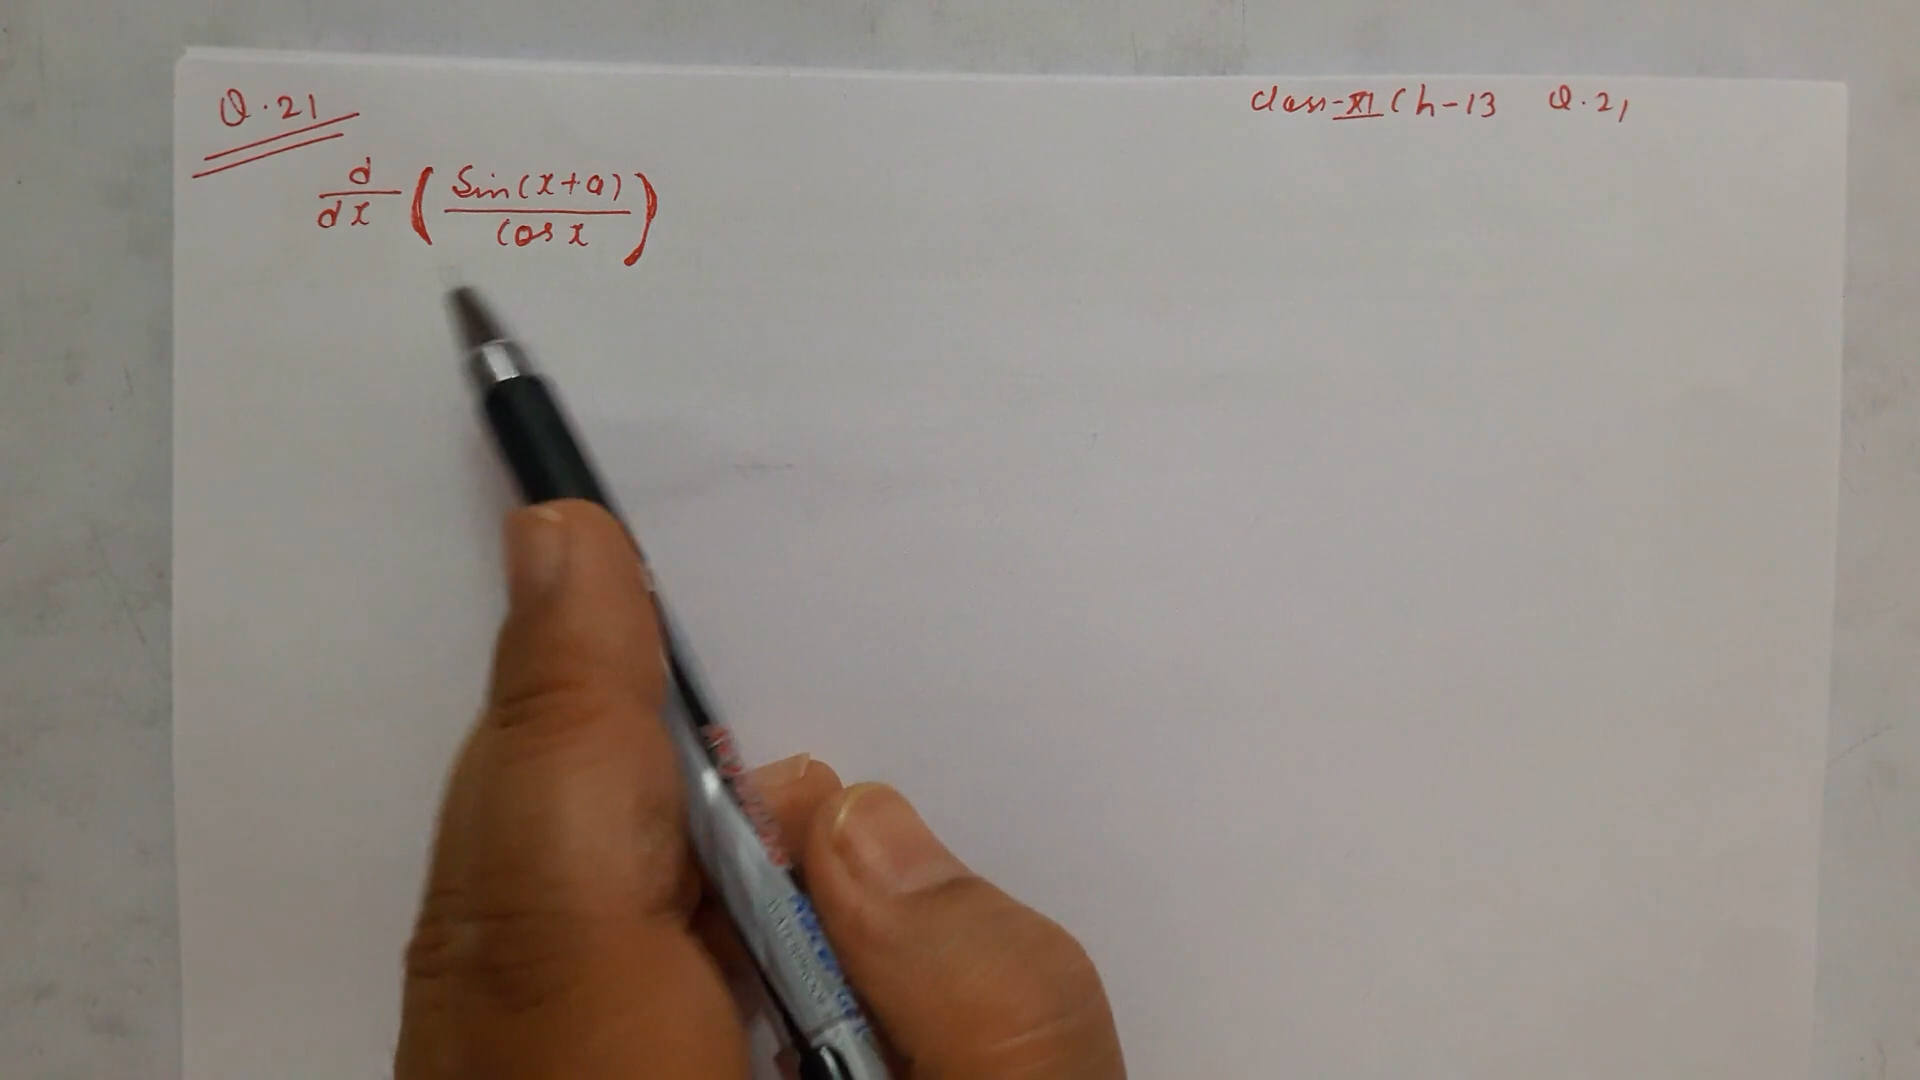 Q.21
Class-XI Ch-13 Q.21
d/dx (Sin(x+a)/Cos x)